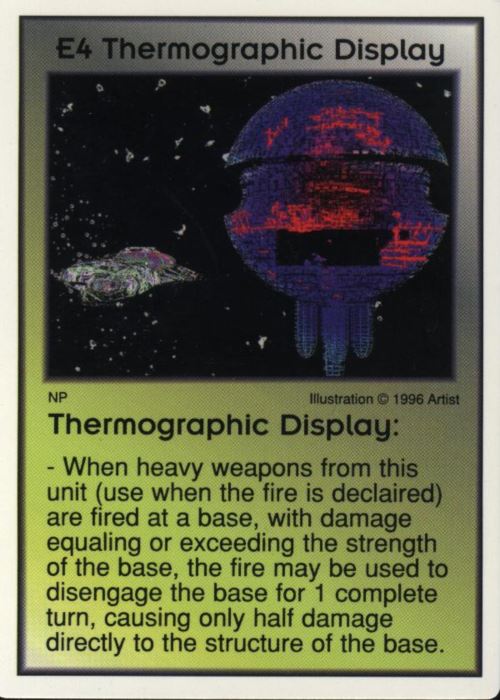 E4 Thermographic Display
NP
Illustration © 1996 Artist
Thermographic Display:
- When heavy weapons from this
unit (use when the fire is declaired)
are fired at a base, with damage
equaling or exceeding the strength
of the base, the fire may be used to
disengage the base for 1 complete
turn, causing only half damage
directly to the structure of the base.